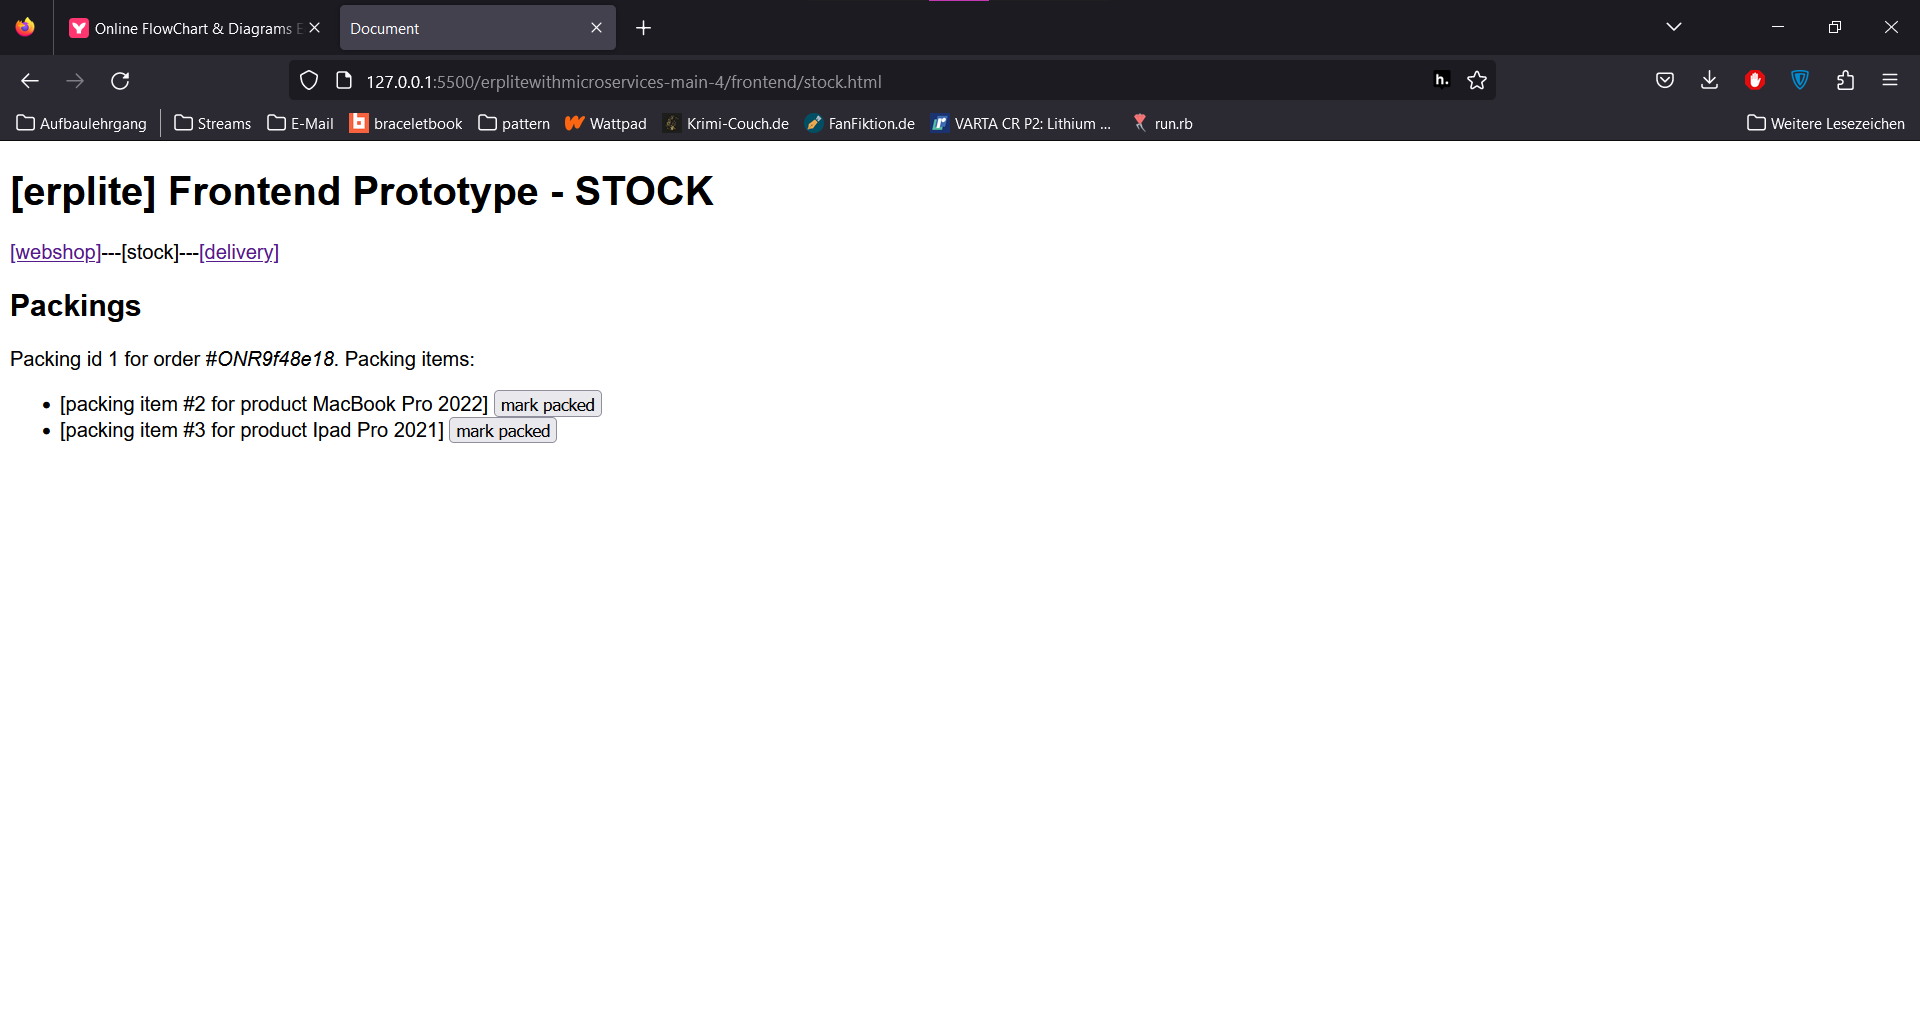 Online FlowChart & Diagrams E
Document
127.0.0.1:5500/erplitewithmicroservices-main-4/frontend/stock.html
h.
Aufbaulehrgang
Streams
E-Mail
braceletbook
pattern
Wattpad
Krimi-Couch.de
FanFiktion.de
VARTA CR P2: Lithium ...
run.rb
Weitere Lesezeichen
[erplite] Frontend Prototype - STOCK
[webshop]---[stock]---[delivery]
Packings
Packing id 1 for order #ONR9f48e18. Packing items:
• [packing item #2 for product MacBook Pro 2022] mark packed
• [packing item #3 for product Ipad Pro 2021] mark packed